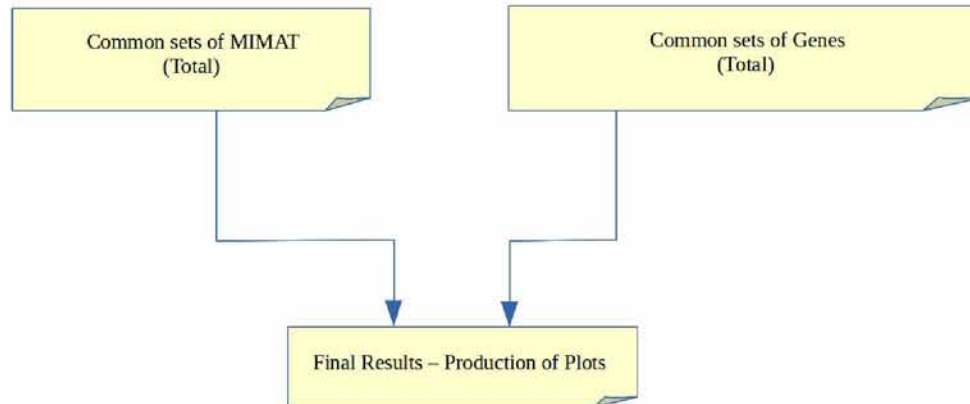 Common sets of MIMAT
(Total)
Common sets of Genes
(Total)
Final Results – Production of Plots